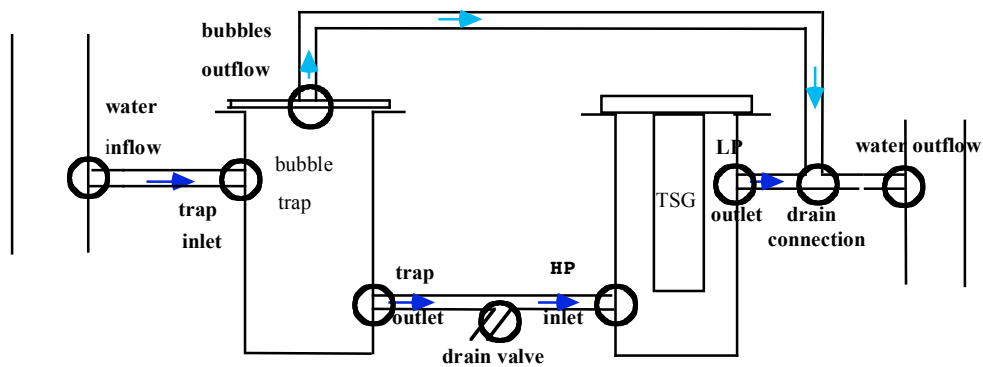 bubbles
outflow
water
inflow
bubble
trap
trap
inlet
trap
outlet
drain valve
HP
inlet
TSG
LP
outlet
drain
connection
water outflow